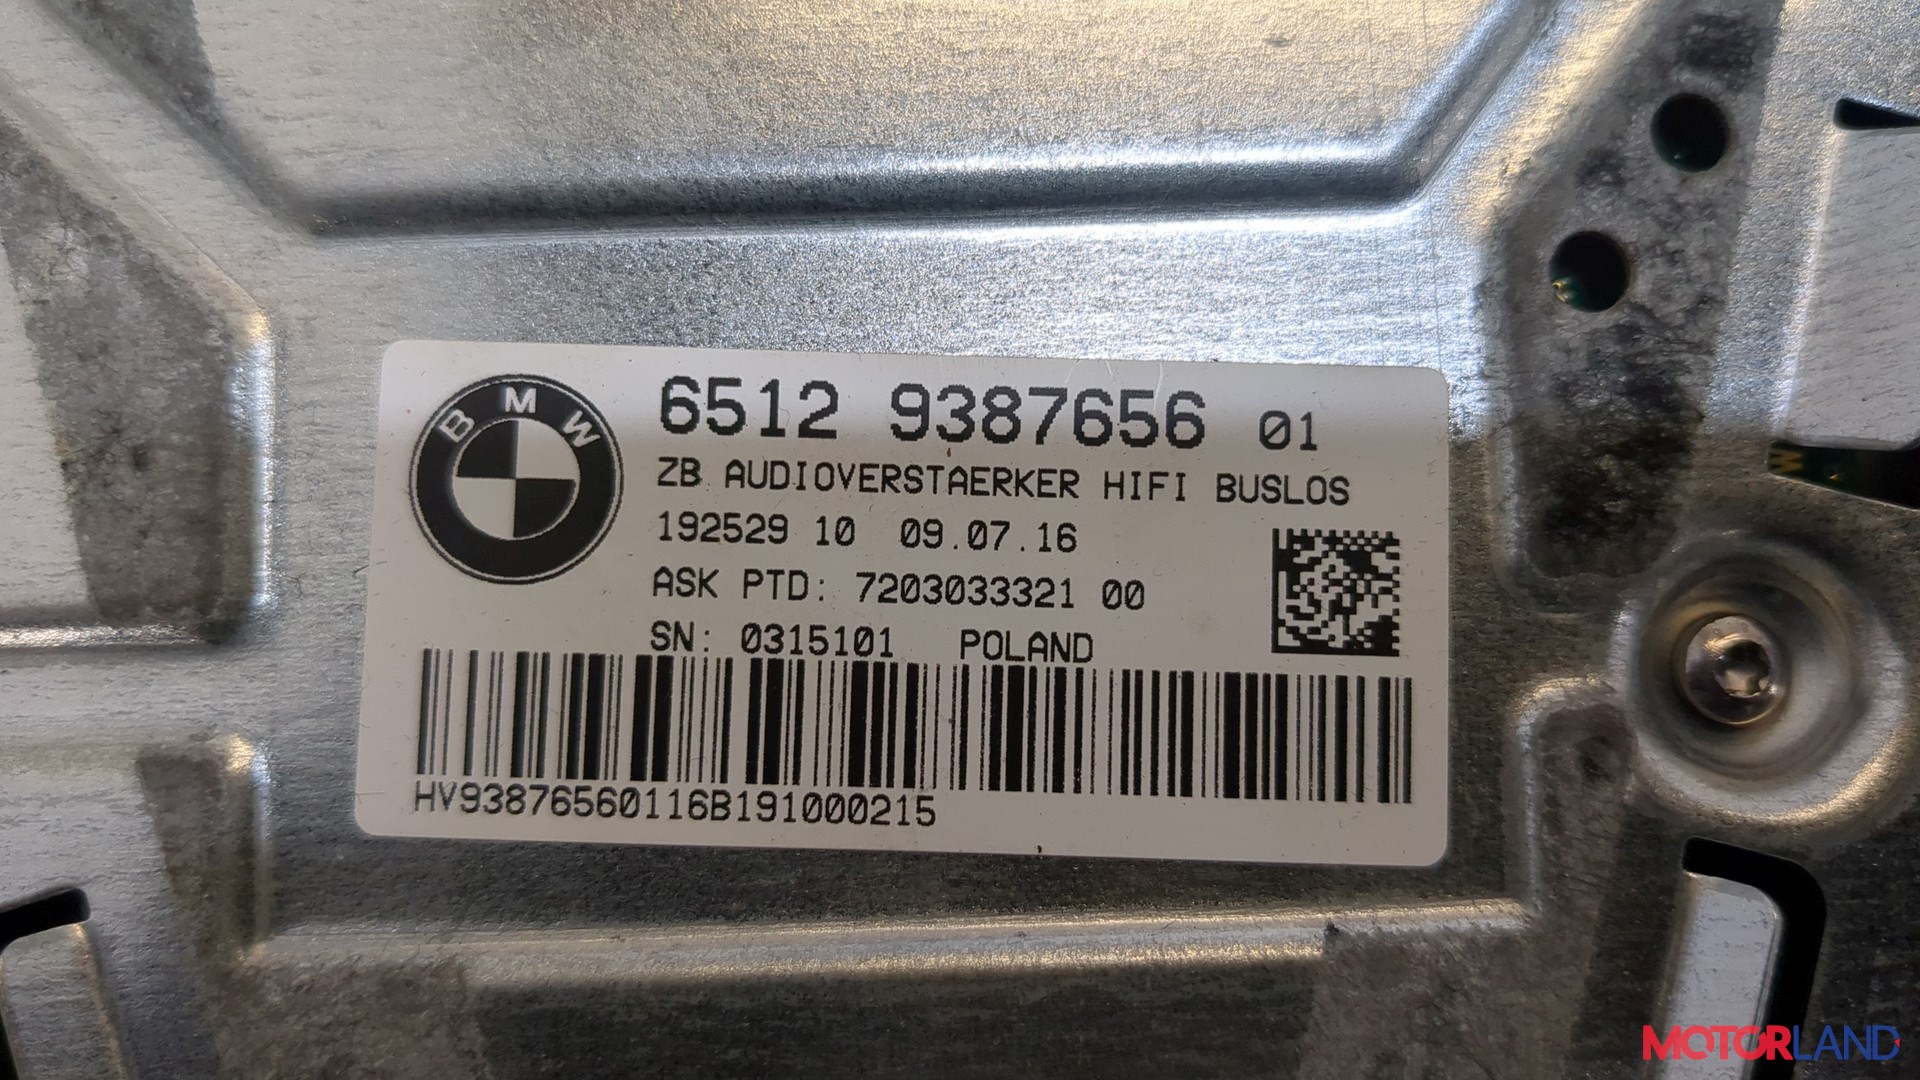 BMW
6512 9387656 01
ZB AUDIOVERSTAERKER HIFI BUSLOS
192529 10 09.07.16
ASK PTD: 7203033321 00
SN: 0315101 POLAND
HV93876560116B191000215
MOTORLAND